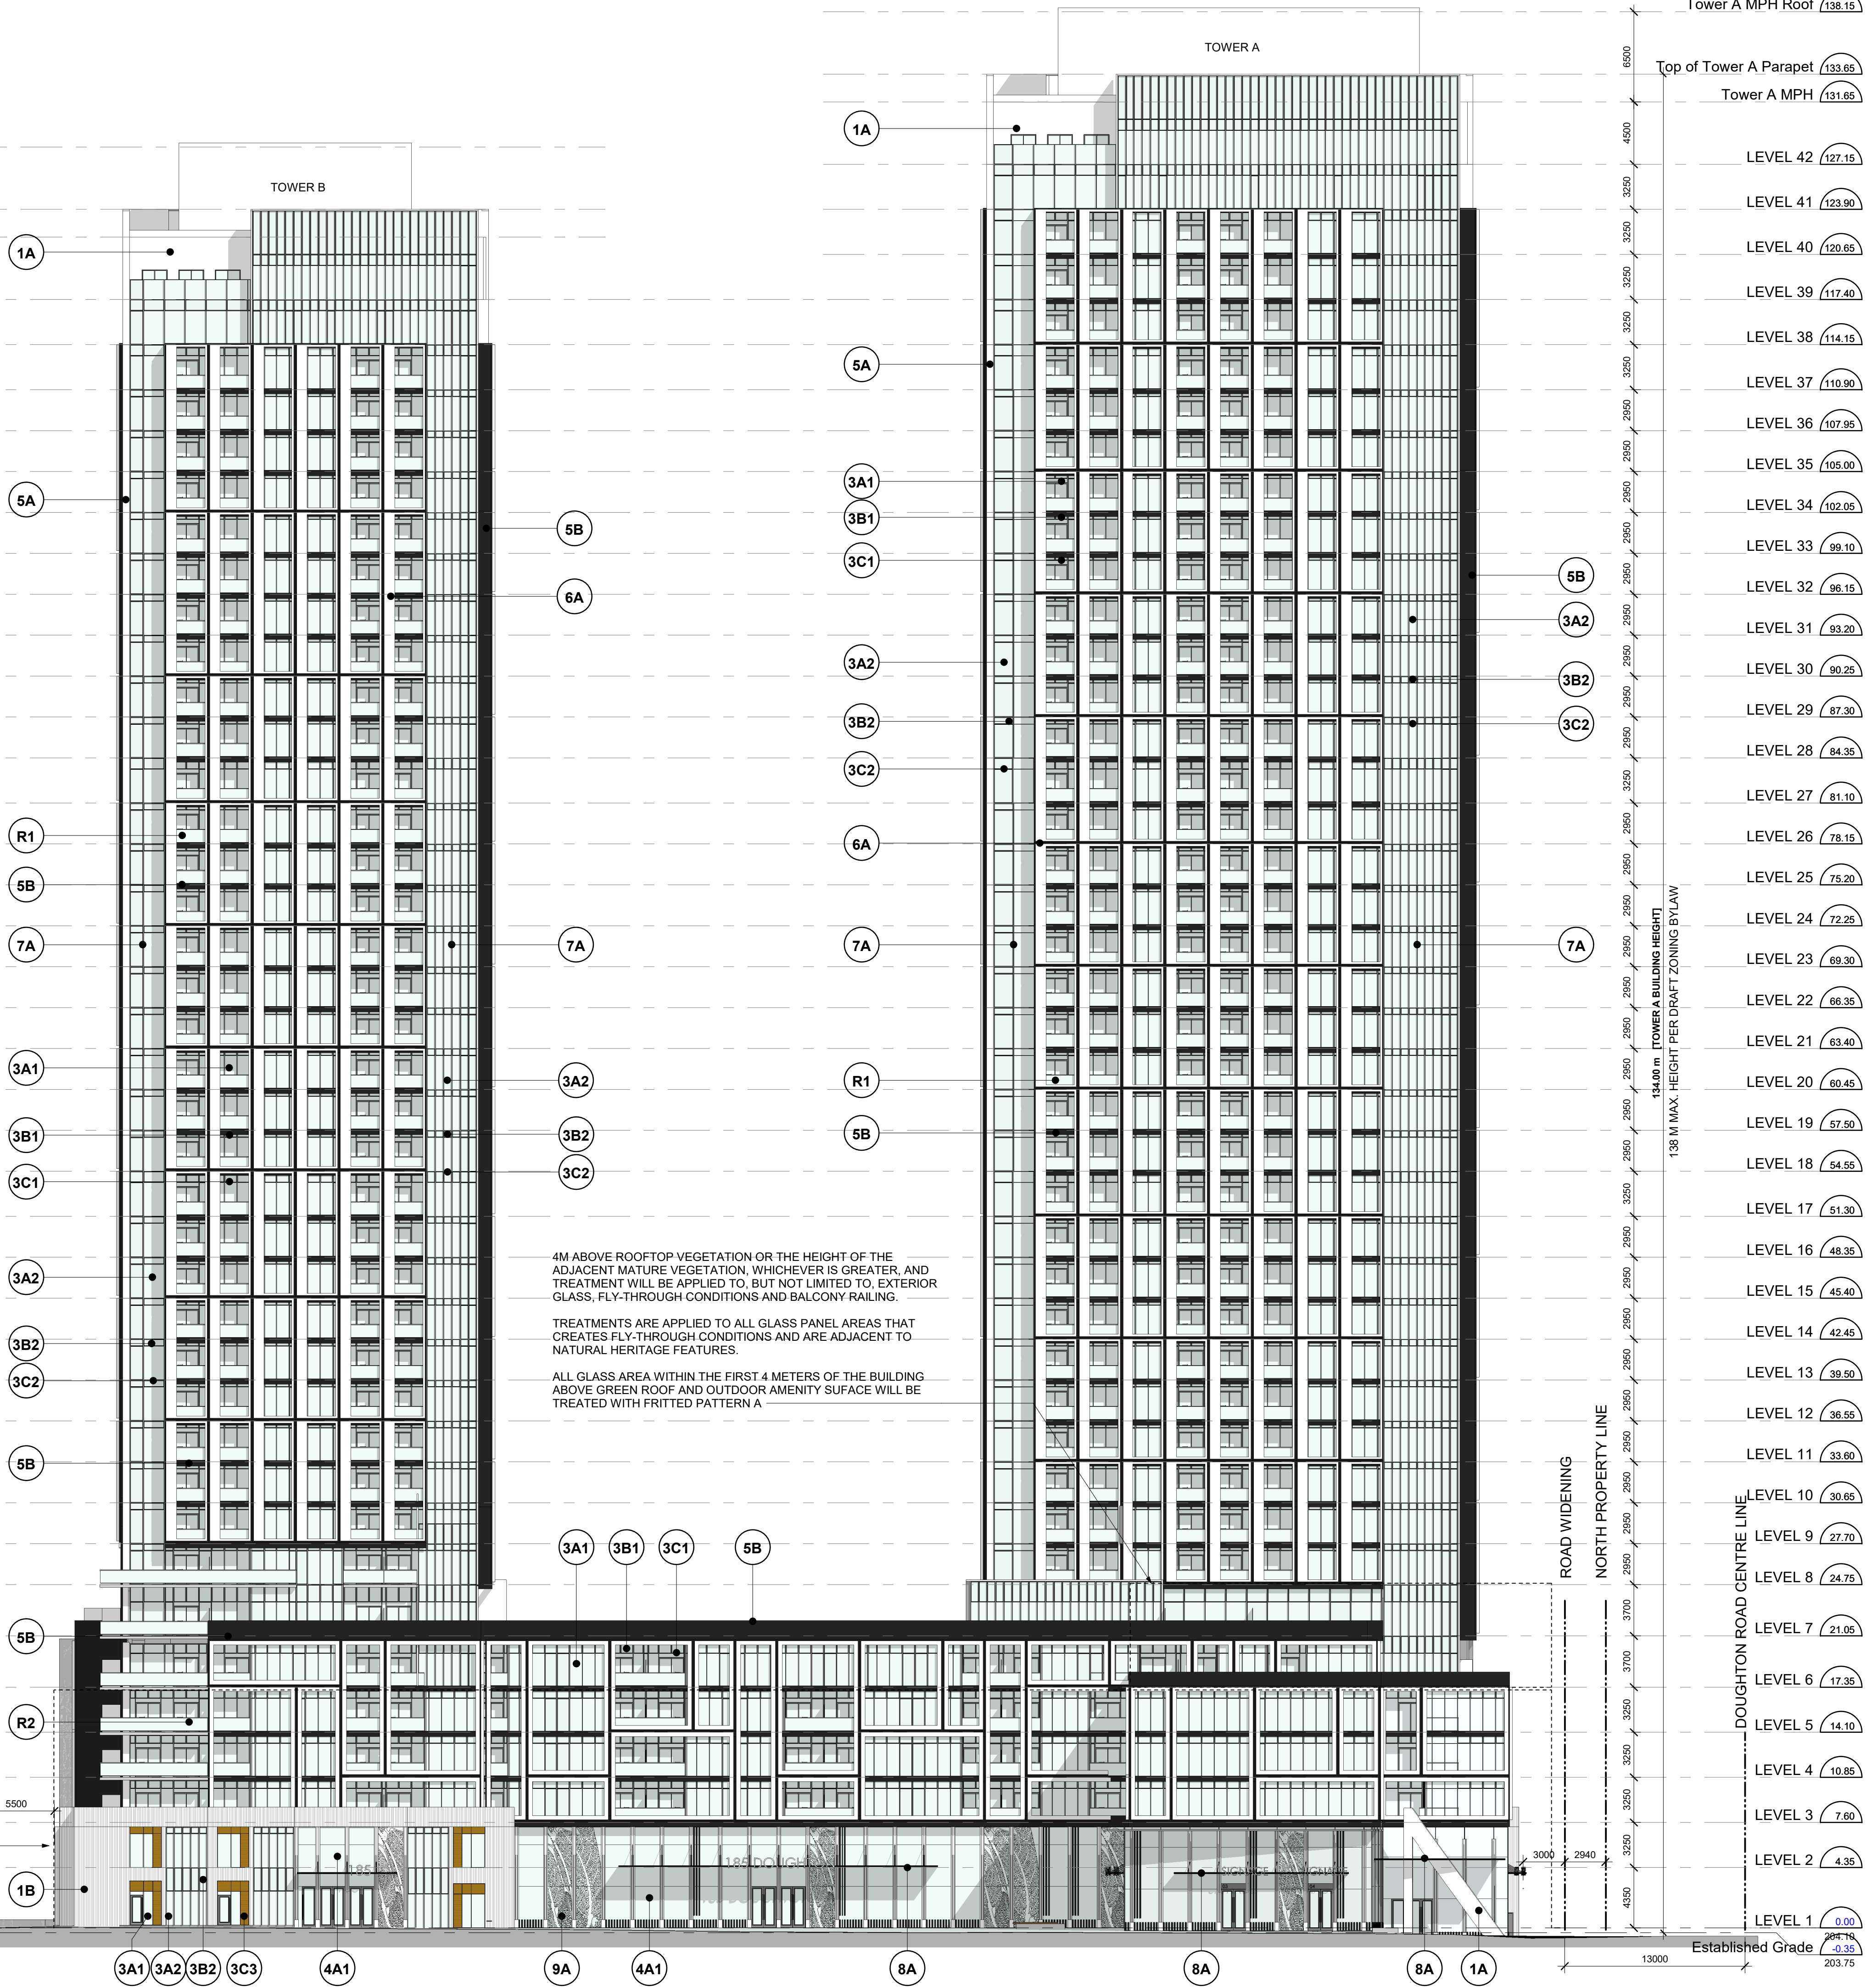 Tower A MPH Roof 138.15
TOWER A
6500
Top of Tower A Parapet 133.65
Tower A MPH 131.65
1A
4500
LEVEL 42 127.15
TOWER B
3250
LEVEL 41 123.90
1A
3250
LEVEL 40 120.65
3250
LEVEL 39 117.40
3250
LEVEL 38 114.15
5A
3250
LEVEL 37 110.90
2950
LEVEL 36 107.95
2950
LEVEL 35 105.00
5A
3A1
2950
LEVEL 34 102.05
5B
3B1
2950
LEVEL 33 99.10
3C1
5B
2950
LEVEL 32 96.15
6A
3A2
2950
LEVEL 31 93.20
3A2
2950
LEVEL 30 90.25
3B2
2950
LEVEL 29 87.30
3B2
3C2
2950
LEVEL 28 84.35
3C2
3250
LEVEL 27 81.10
R1
6A
2950
LEVEL 26 78.15
5B
2950
LEVEL 25 75.20
2950
LEVEL 24 72.25
7A
7A
7A
7A
2950
LEVEL 23 69.30
2950
LEVEL 22 66.35
2950
LEVEL 21 63.40
134.00 m [TOWER A BUILDING HEIGHT]
138 M MAX. HEIGHT PER DRAFT ZONING BYLAW
3A1
3A2
R1
2950
LEVEL 20 60.45
3B1
3B2
5B
2950
LEVEL 19 57.50
3C1
3C2
2950
LEVEL 18 54.55
3250
LEVEL 17 51.30
2950
LEVEL 16 48.35
4M ABOVE ROOFTOP VEGETATION OR THE HEIGHT OF THE
ADJACENT MATURE VEGETATION, WHICHEVER IS GREATER, AND
TREATMENT WILL BE APPLIED TO, BUT NOT LIMITED TO, EXTERIOR
GLASS, FLY-THROUGH CONDITIONS AND BALCONY RAILING.
TREATMENTS ARE APPLIED TO ALL GLASS PANEL AREAS THAT
CREATES FLY-THROUGH CONDITIONS AND ARE ADJACENT TO
NATURAL HERITAGE FEATURES.
ALL GLASS AREA WITHIN THE FIRST 4 METERS OF THE BUILDING
ABOVE GREEN ROOF AND OUTDOOR AMENITY SUFACE WILL BE
TREATED WITH FRITTED PATTERN A
3A2
2950
LEVEL 15 45.40
3B2
2950
LEVEL 14 42.45
3C2
2950
LEVEL 13 39.50
2950
LEVEL 12 36.55
5B
2950
LEVEL 11 33.60
2950
LEVEL 10 30.65
ROAD WIDENING
NORTH PROPERTY LINE
DOUGHTON ROAD CENTRE LINE
2950
LEVEL 9 27.70
3A1
3B1
3C1
5B
2950
LEVEL 8 24.75
3700
LEVEL 7 21.05
5B
3700
LEVEL 6 17.35
R2
3250
LEVEL 5 14.10
3250
LEVEL 4 10.85
5500
3250
LEVEL 3 7.60
3250
LEVEL 2 4.35
3000
2940
185
185 DOUGH
SIGNAGE
1B
4350
LEVEL 1 0.00
204.10
Established Grade -0.35
203.75
13000
3A1
3A2
3B2
3C3
4A1
9A
4A1
8A
8A
8A
1A